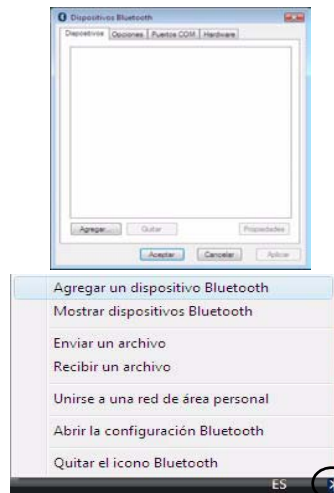 Dispositivos Bluetooth
Dispositivos Opciones Puertos COM Hardware
Agregar... Quitar Propiedades
Aceptar Cancelar Aplicar
Agregar un dispositivo Bluetooth
Mostrar dispositivos Bluetooth
Enviar un archivo
Recibir un archivo
Unirse a una red de área personal
Abrir la configuración Bluetooth
Quitar el icono Bluetooth
ES